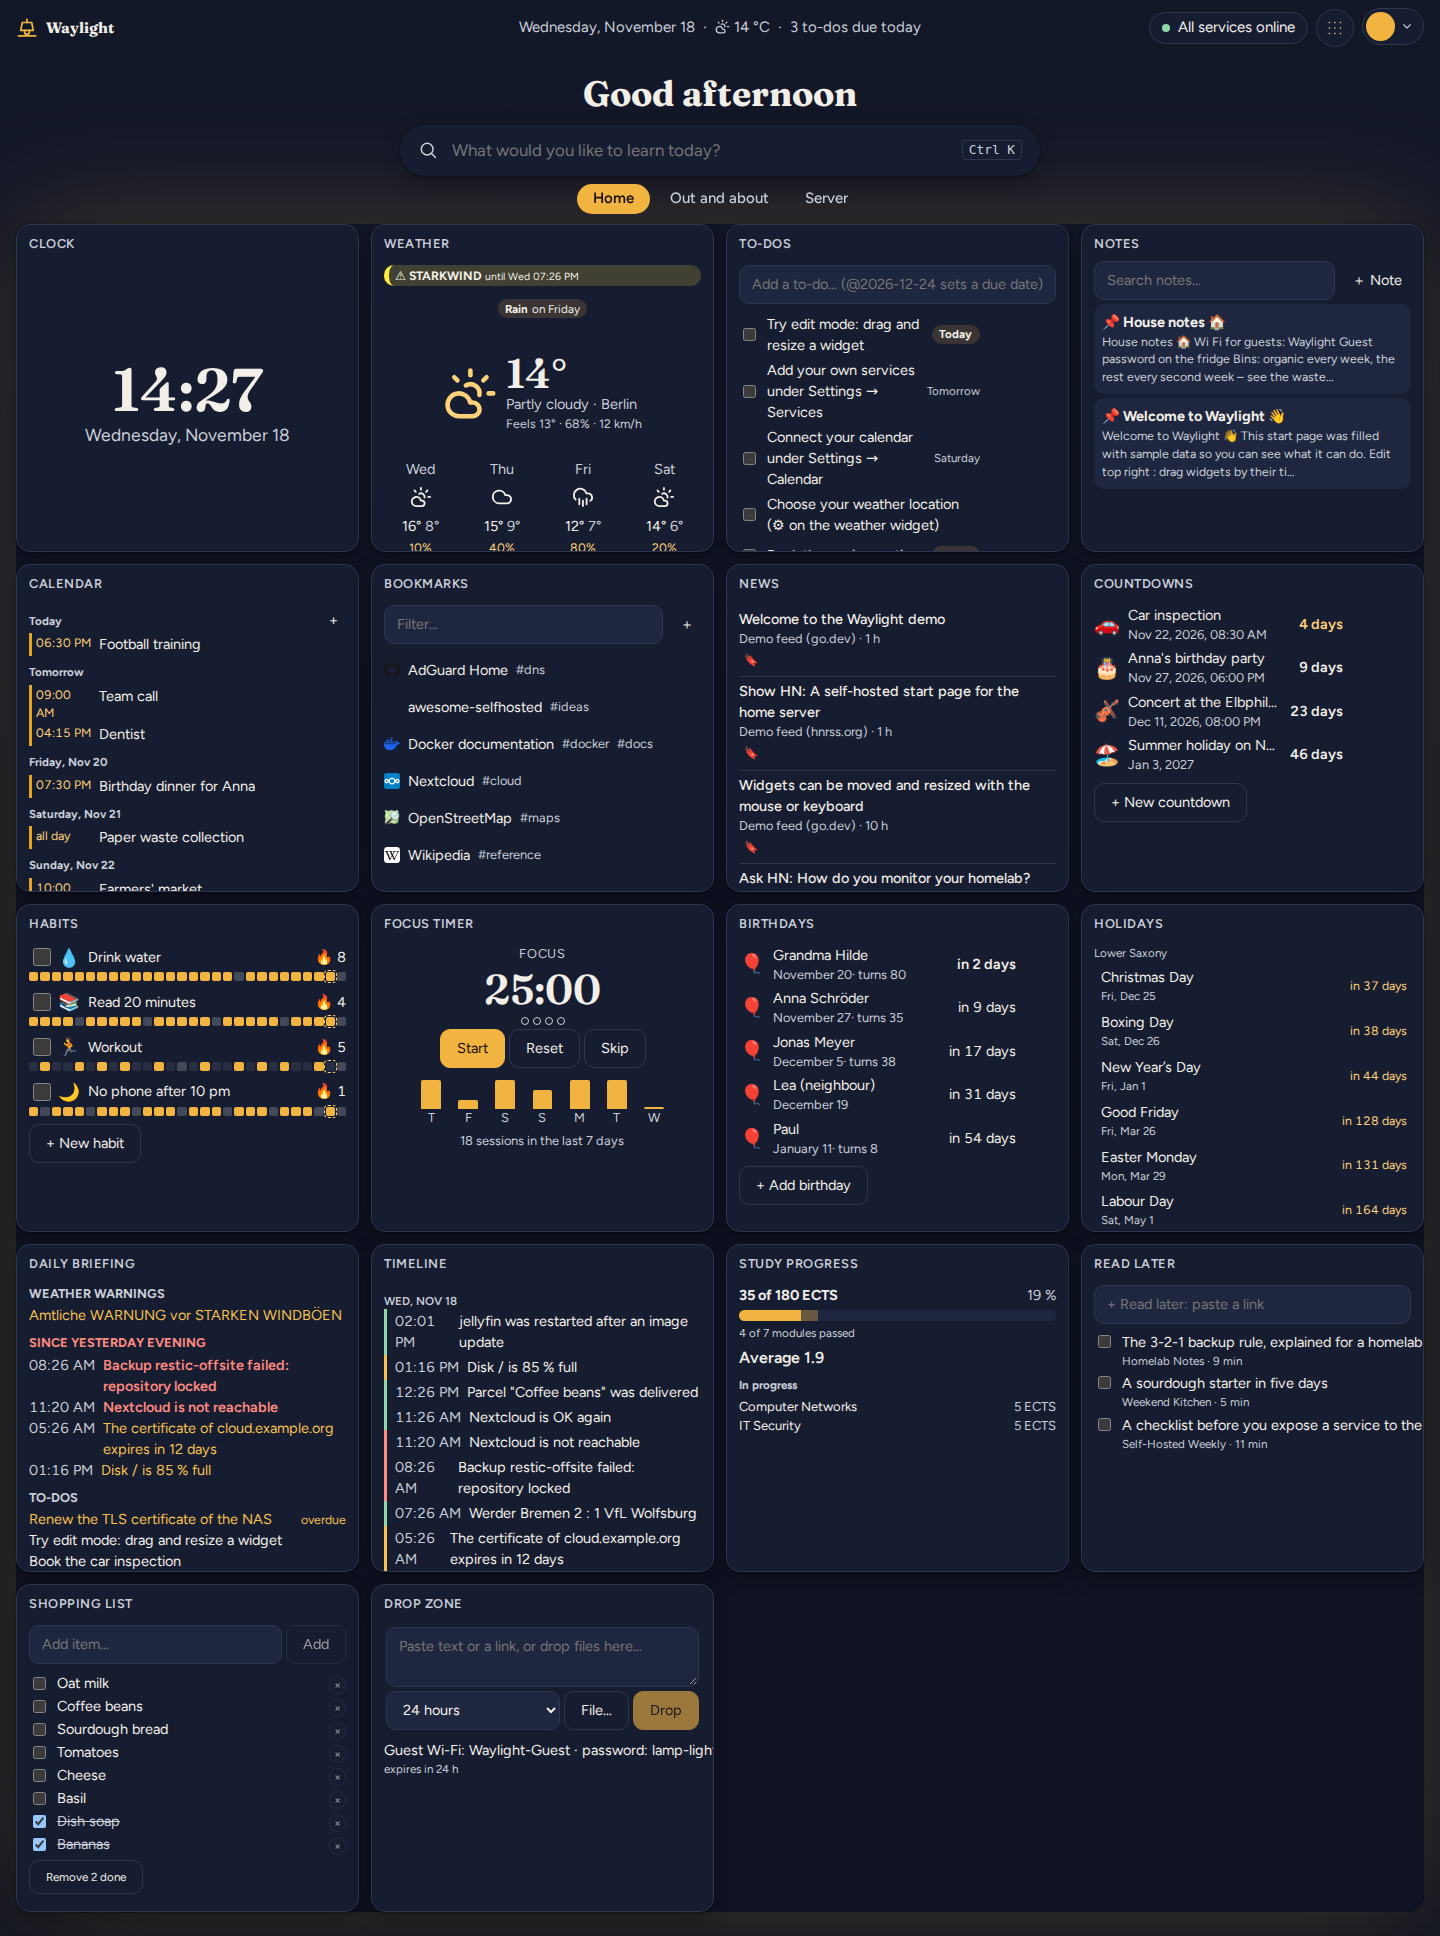 Waylight
Wednesday, November 18 · 14 °C · 3 to-dos due today
All services online
Good afternoon
What would you like to learn today?
Ctrl K
Home
Out and about
Server
CLOCK
14:27
Wednesday, November 18
WEATHER
⚠ STARKWIND until Wed 07:26 PM
Rain on Friday
14°
Partly cloudy · Berlin
Feels 13° · 68% · 12 km/h
Wed Thu Fri Sat
16° 8° 15° 9° 12° 7° 14° 6°
10% 40% 80% 20%
TO-DOS
Add a to-do... (@2026-12-24 sets a due date)
Try edit mode: drag and
resize a widget
Today
Add your own services
under Settings →
Services
Tomorrow
Connect your calendar
under Settings →
Calendar
Saturday
Choose your weather location
(⚙ on the weather widget)
NOTES
Search notes...
+ Note
📌 House notes 🏠
House notes 🏠 Wi Fi for guests: Waylight Guest
password on the fridge Bins: organic every week, the
rest every second week – see the waste...
📌 Welcome to Waylight 👋
Welcome to Waylight 👋 This start page was filled
with sample data so you can see what it can do. Edit
top right : drag widgets by their ti...
CALENDAR
Today
+
06:30 PM Football training
Tomorrow
09:00
AM
Team call
04:15 PM Dentist
Friday, Nov 20
07:30 PM Birthday dinner for Anna
Saturday, Nov 21
all day Paper waste collection
Sunday, Nov 22
10:00 Farmers' market
BOOKMARKS
Filter...
+
AdGuard Home #dns
awesome-selfhosted #ideas
Docker documentation #docker #docs
Nextcloud #cloud
OpenStreetMap #maps
W Wikipedia #reference
NEWS
Welcome to the Waylight demo
Demo feed (go.dev) · 1 h
🔖
Show HN: A self-hosted start page for the
home server
Demo feed (hnrss.org) · 1 h
🔖
Widgets can be moved and resized with the
mouse or keyboard
Demo feed (go.dev) · 10 h
🔖
Ask HN: How do you monitor your homelab?
COUNTDOWNS
Car inspection
Nov 22, 2026, 08:30 AM
4 days
Anna's birthday party
Nov 27, 2026, 06:00 PM
9 days
Concert at the Elbphil...
Dec 11, 2026, 08:00 PM
23 days
Summer holiday on N...
Jan 3, 2027
46 days
+ New countdown
HABITS
Drink water 🔥 8
Read 20 minutes 🔥 4
Workout 🔥 5
No phone after 10 pm 🔥 1
+ New habit
FOCUS TIMER
FOCUS
25:00
Start
Reset
Skip
T F S S M T W
18 sessions in the last 7 days
BIRTHDAYS
Grandma Hilde
November 20· turns 80
in 2 days
Anna Schröder
November 27· turns 35
in 9 days
Jonas Meyer
December 5· turns 38
in 17 days
Lea (neighbour)
December 19
in 31 days
Paul
January 11· turns 8
in 54 days
+ Add birthday
HOLIDAYS
Lower Saxony
Christmas Day
Fri, Dec 25
in 37 days
Boxing Day
Sat, Dec 26
in 38 days
New Year's Day
Fri, Jan 1
in 44 days
Good Friday
Fri, Mar 26
in 128 days
Easter Monday
Mon, Mar 29
in 131 days
Labour Day
Sat, May 1
in 164 days
DAILY BRIEFING
WEATHER WARNINGS
Amtliche WARNUNG vor STARKEN WINDBÖEN
SINCE YESTERDAY EVENING
08:26 AM Backup restic-offsite failed:
repository locked
11:20 AM Nextcloud is not reachable
05:26 AM The certificate of cloud.example.org
expires in 12 days
01:16 PM Disk / is 85 % full
TO-DOS
Renew the TLS certificate of the NAS overdue
Try edit mode: drag and resize a widget
Book the car inspection
TIMELINE
WED, NOV 18
02:01
PM
jellyfin was restarted after an image
update
01:16 PM Disk / is 85 % full
12:26 PM Parcel "Coffee beans" was delivered
11:26 AM Nextcloud is OK again
11:20 AM Nextcloud is not reachable
08:26
AM
Backup restic-offsite failed:
repository locked
07:26 AM Werder Bremen 2 : 1 VfL Wolfsburg
05:26
AM
The certificate of cloud.example.org
expires in 12 days
STUDY PROGRESS
35 of 180 ECTS 19 %
4 of 7 modules passed
Average 1.9
In progress
Computer Networks 5 ECTS
IT Security 5 ECTS
READ LATER
+ Read later: paste a link
The 3-2-1 backup rule, explained for a homelab
Homelab Notes · 9 min
A sourdough starter in five days
Weekend Kitchen · 5 min
A checklist before you expose a service to the
Self-Hosted Weekly · 11 min
SHOPPING LIST
Add item...
Add
Oat milk ×
Coffee beans ×
Sourdough bread ×
Tomatoes ×
Cheese ×
Basil ×
Dish soap ×
Bananas ×
Remove 2 done
DROP ZONE
Paste text or a link, or drop files here...
24 hours
File...
Drop
Guest Wi-Fi: Waylight-Guest · password: lamp-light
expires in 24 h